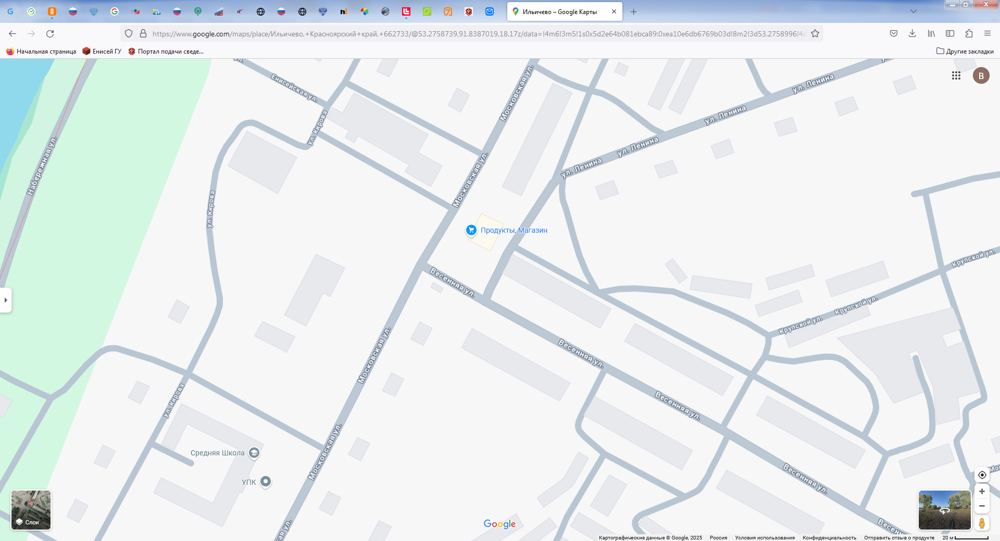 Ильичево – Google Карты
https://www.google.com/maps/place/Ильичево,+Красноярский+край,+662733/@53.2758739,91.8387019,18.17z/data=!4m6!3m5!1s0x5d2e64b081ebca89:0xea10e6db6769b03d!8m2!3d53.2758996!4d
Начальная страница
Енисей ГУ
Портал подачи сведе...
Другие закладки
B
Енисейская ул.
ул. Кирова
Московская ул.
ул. Ленина
ул. Ленина
ул. Ленина
ул. Ленина
Набережная ул.
Московская ул.
ул. Кирова
Продукты, Магазин
Весенняя ул.
Крупской ул.
Крупской ул.
Крупской ул.
Московская ул.
Весенняя ул.
ул. Кирова
Весенняя ул.
Московская ул.
Средняя Школа
УПК
Весенняя ул.
Слои
Google
Картографические данные © Google, 2025
Россия
Условия использования
Конфиденциальность
Отправить отзыв о продукте
20 м